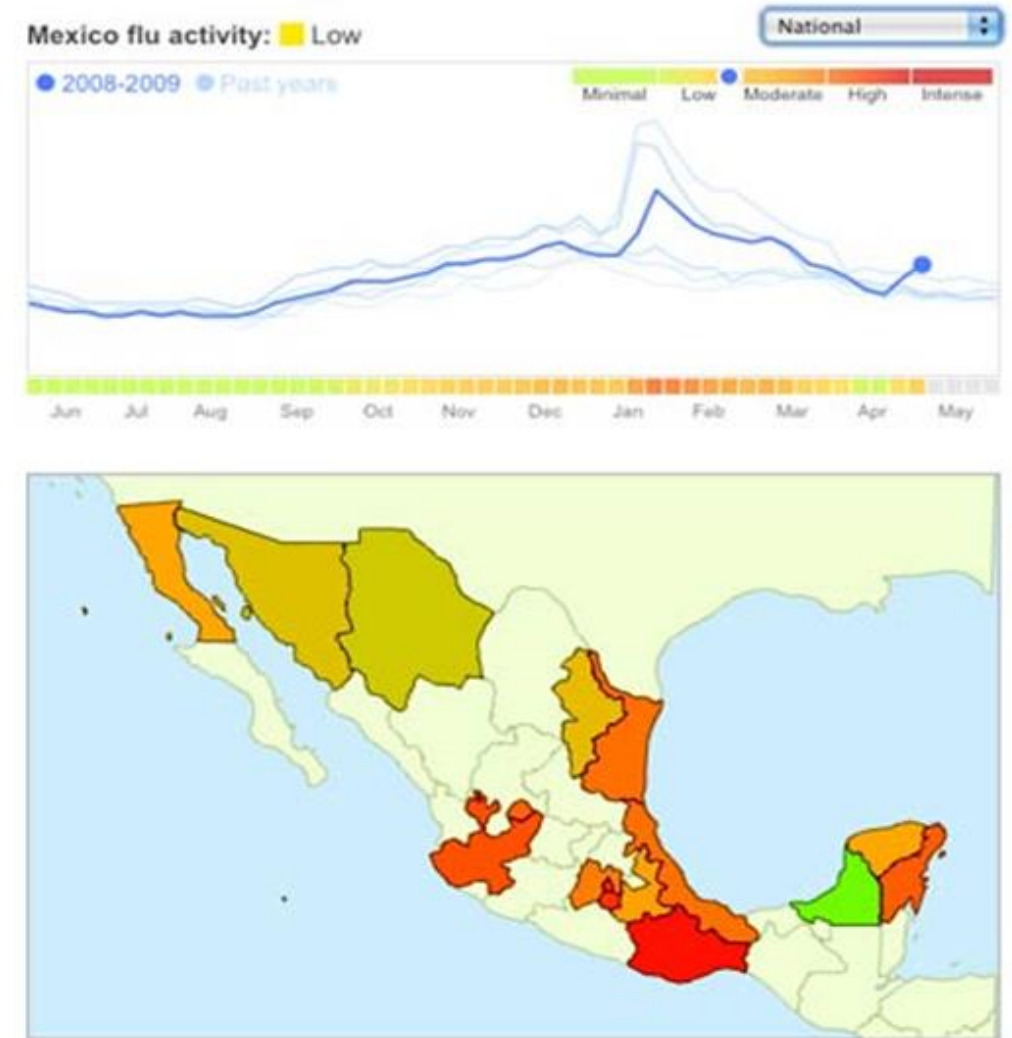 Mexico flu activity: Low
National
2008-2009 Past years
Minimal Low Moderate High Intense
Jun Jul Aug Sep Oct Nov Dec Jan Feb Mar Apr May